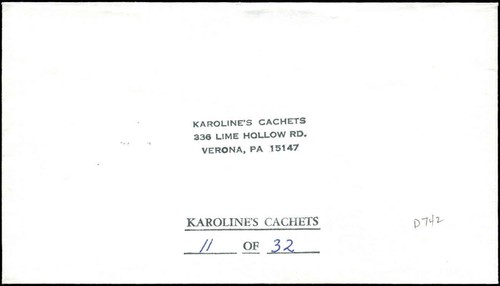 KAROLINE'S CACHETS
336 LIME HOLLOW RD.
VERONA, PA 15147
KAROLINE'S CACHETS
11 OF 32
D742